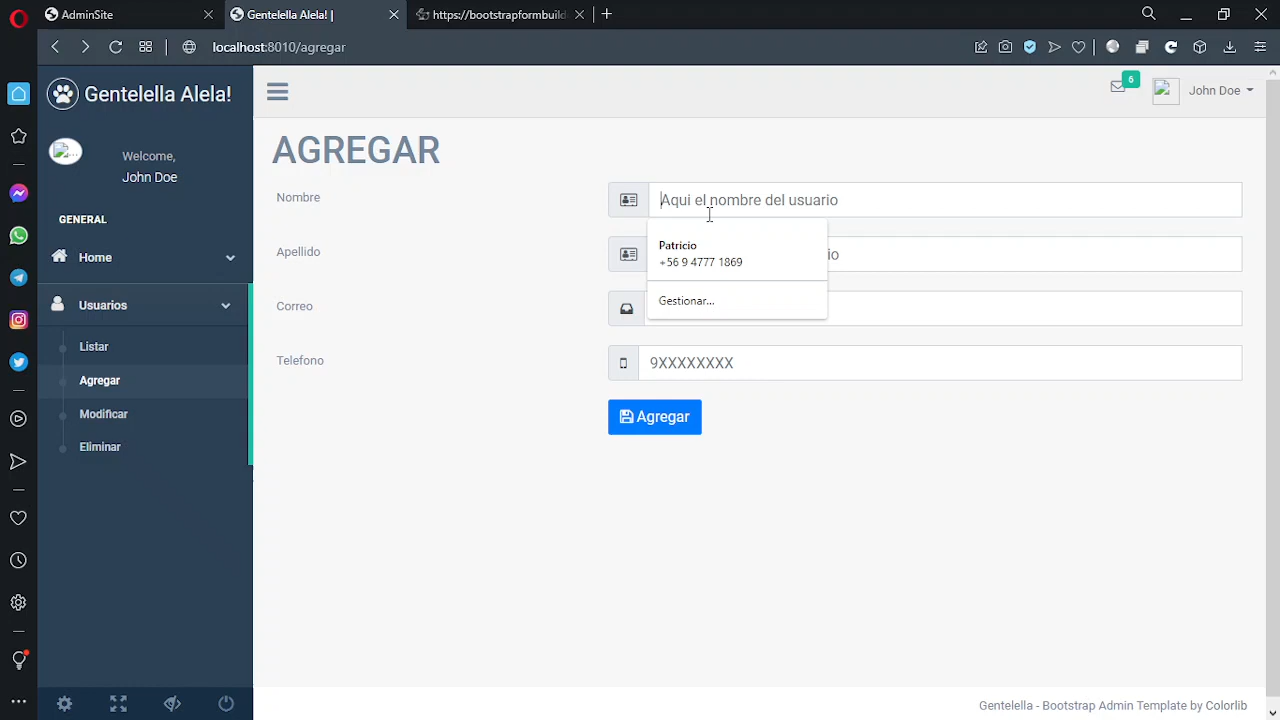 AdminSite
Gentelella Alela! |
https://bootstrapformbuild
localhost:8010/agregar
Gentelella Alela!
6
John Doe
Welcome,
John Doe
GENERAL
Home
Usuarios
Listar
Agregar
Modificar
Eliminar
AGREGAR
Nombre
Aqui el nombre del usuario
Patricio
+56 9 4777 1869
Gestionar...
Apellido
io
Correo
Telefono
9XXXXXXXX
Agregar
Gentelella - Bootstrap Admin Template by Colorlib